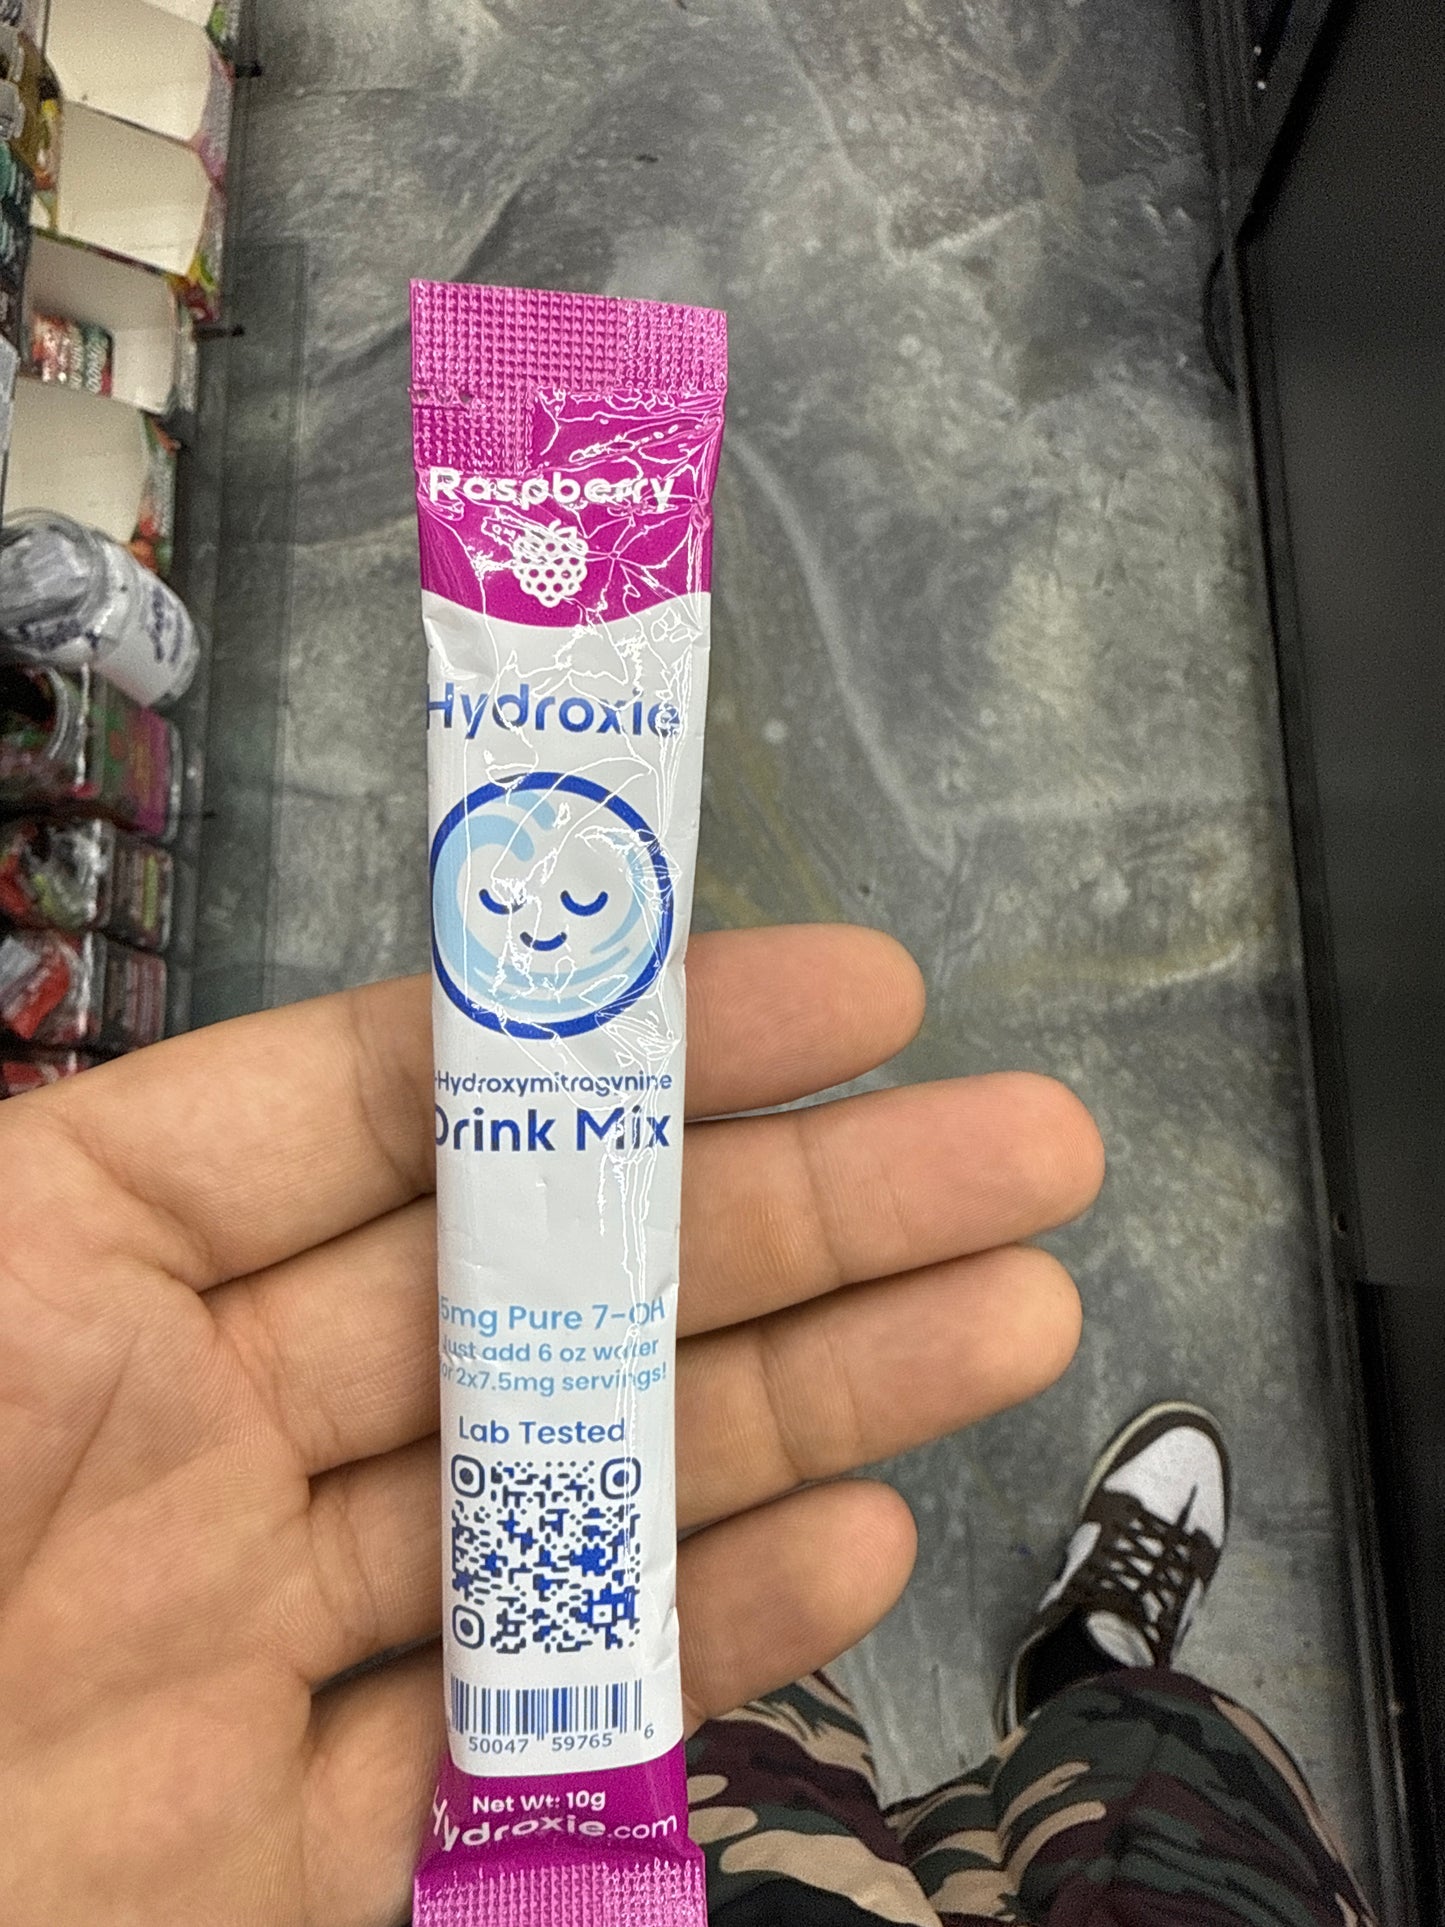 Raspberry
Hydroxie
-Hydroxymitragynine
Drink Mix
5mg Pure 7-OH
Just add 6 oz water
or 2x7.5mg servings!
Lab Tested
50047 59765 6
Net Wt: 10g
Hydroxie.com